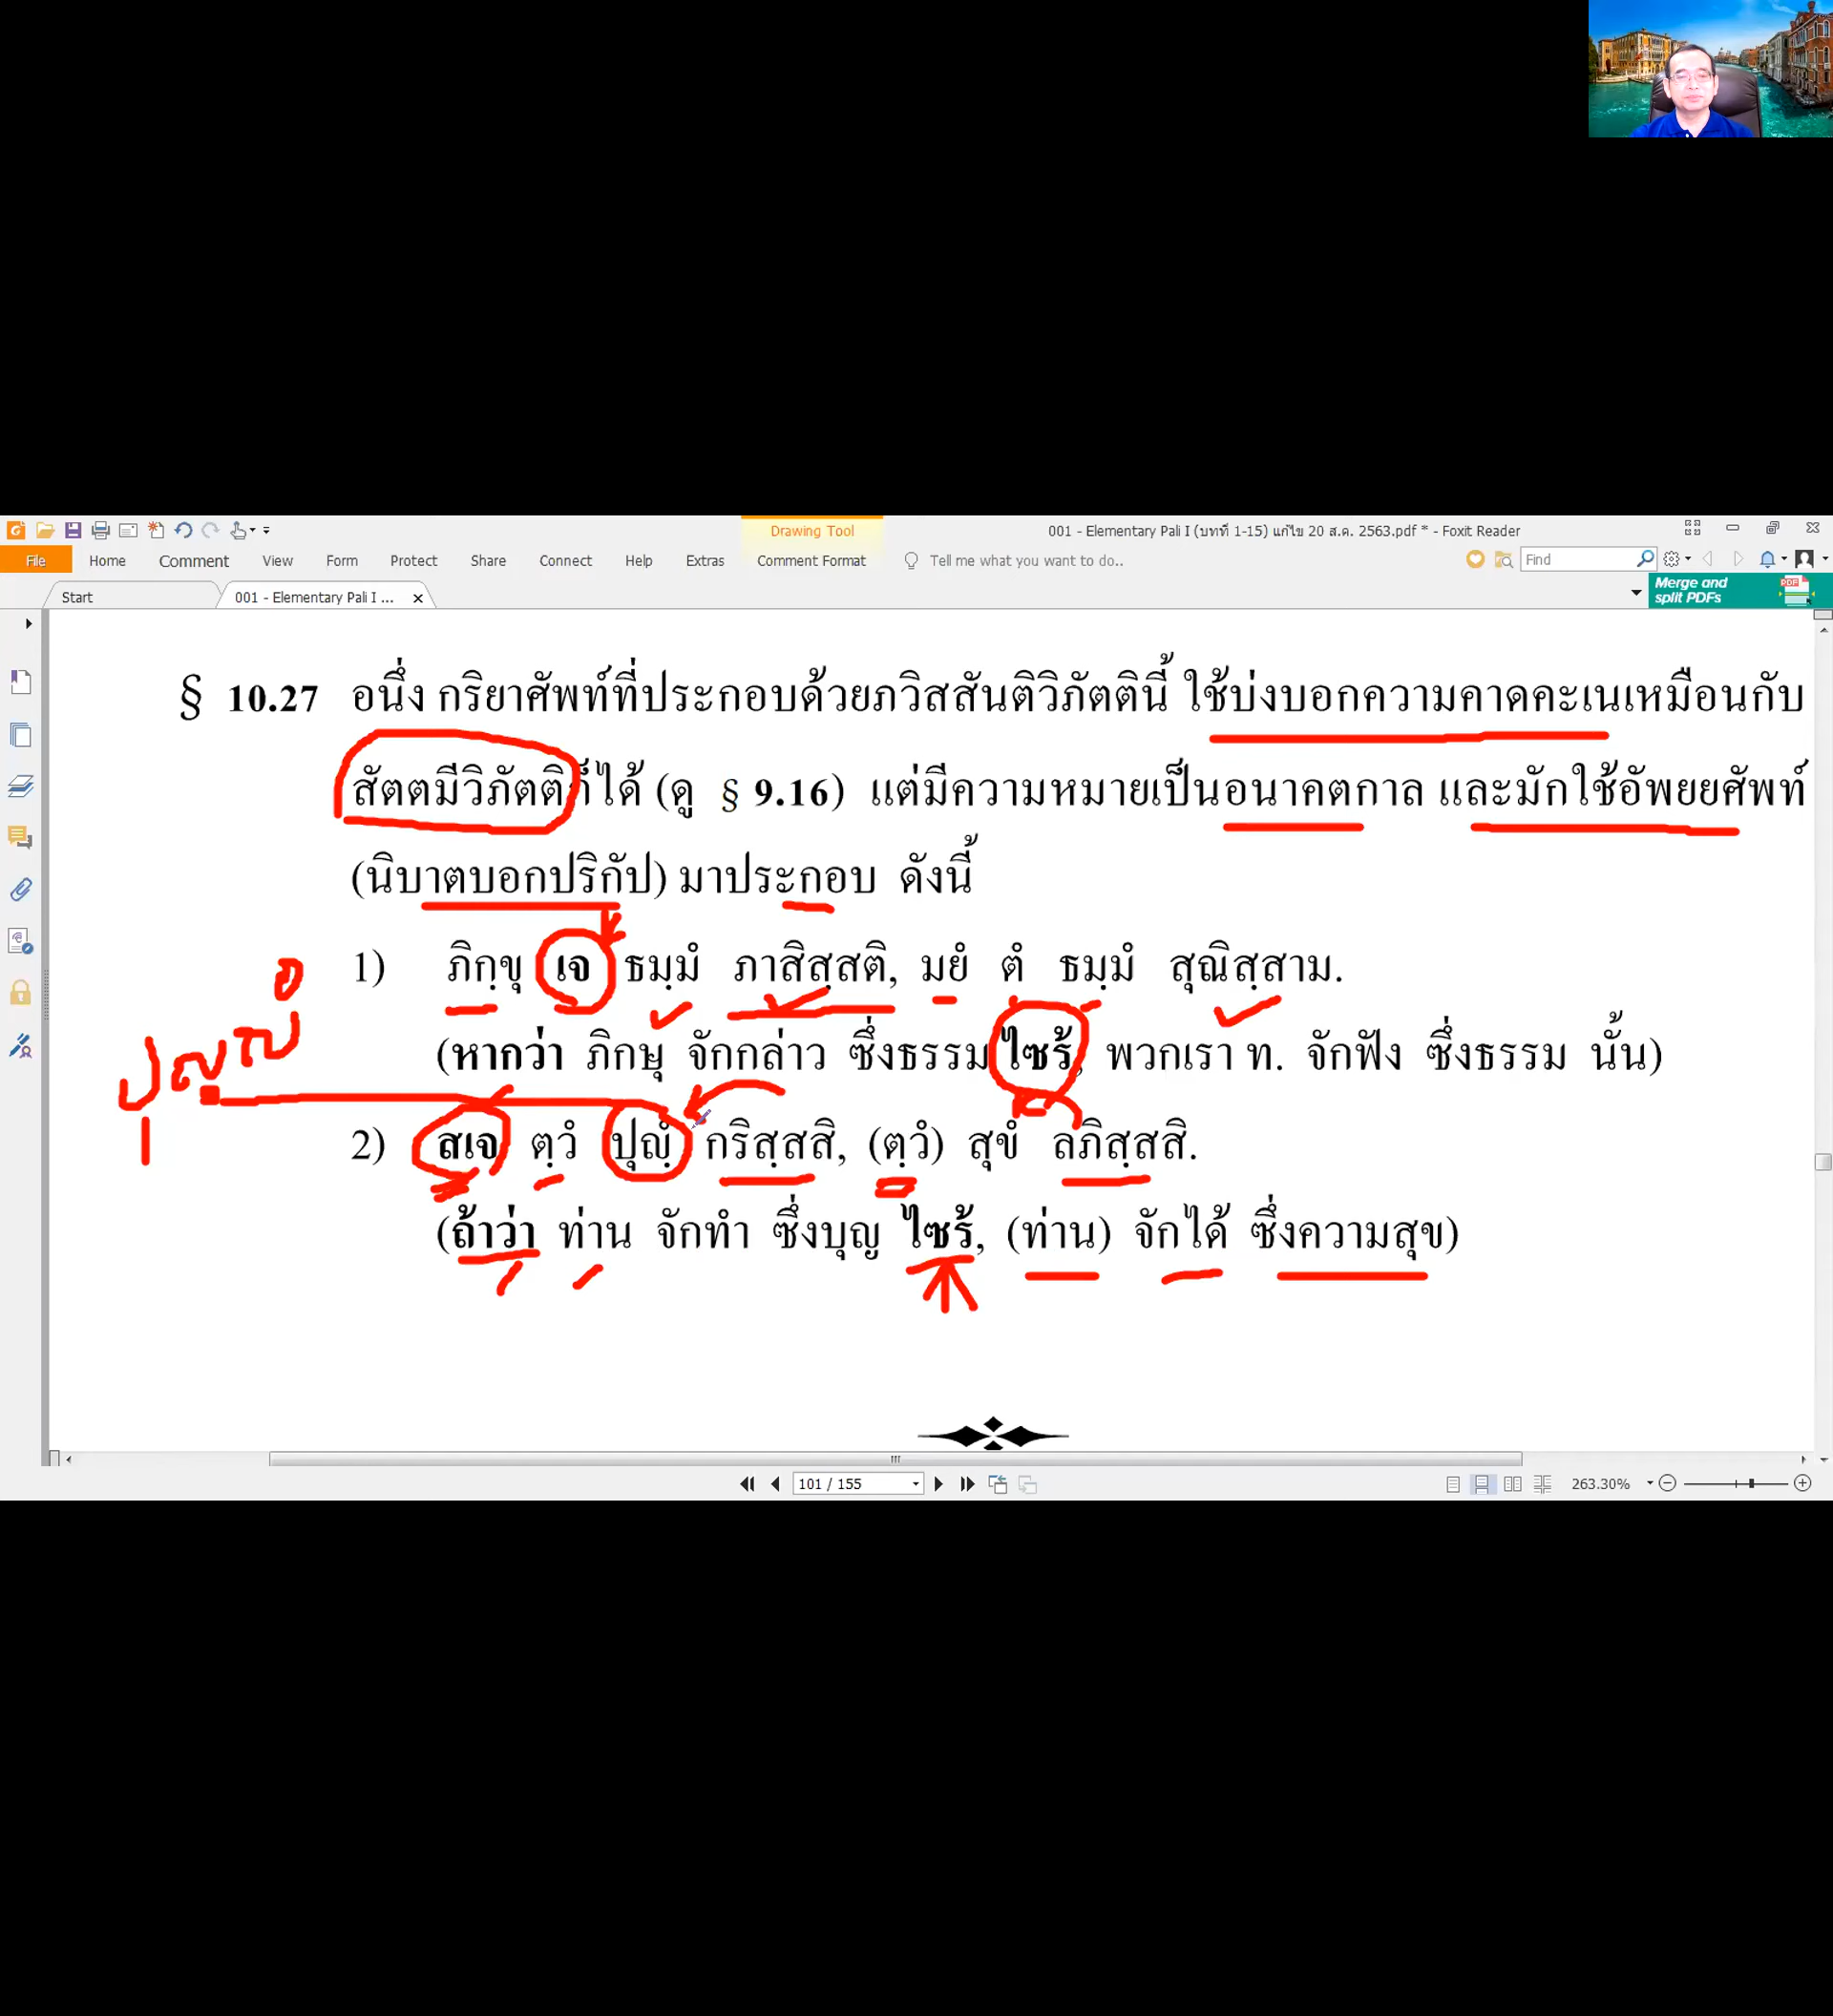 Drawing Tool
001 - Elementary Pali I (บทที่ 1-15) แก้ไข 20 ส.ค. 2563.pdf * - Foxit Reader
File Home Comment View Form Protect Share Connect Help Extras Comment Format Tell me what you want to do.. Find
Start 001 - Elementary Pali I ... Merge and split PDFs
§ 10.27 อนึ่ง กริยาศัพท์ที่ประกอบด้วยภวิสสันติวิภัตตินี้ ใช้บ่งบอกความคาดคะเนเหมือนกับ
สัตตมีวิภัตติก็ได้ (ดู § 9.16) แต่มีความหมายเป็นอนาคตกาล และมักใช้อัพยยศัพท์
(นิบาตบอกปริกัป) มาประกอบ ดังนี้
1) ภิกฺขุ เจ ธมฺมํ ภาสิสฺสติ, มยํ ตํ ธมฺมํ สุณิสฺสาม.
(หากว่า ภิกษุ จักกล่าว ซึ่งธรรม ไซร้, พวกเรา ท. จักฟัง ซึ่งธรรม นั้น)
2) สเจ ตฺวํ ปุญฺํ กริสฺสสิ, (ตฺวํ) สุขํ ลภิสฺสสิ.
(ถ้าว่า ท่าน จักทำ ซึ่งบุญ ไซร้, (ท่าน) จักได้ ซึ่งความสุข)
101 / 155 263.30%